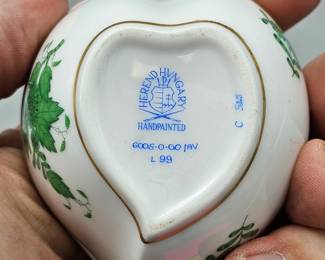 HEREND HUNGARY
HANDPAINTED
6005-0-00 /AV
L 99